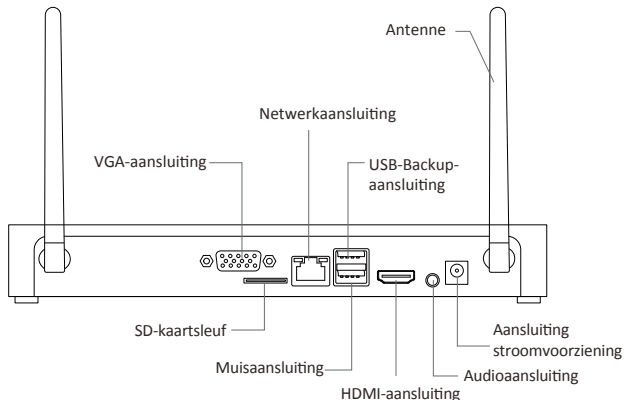 Antenne
Netwerkaansluiting
VGA-aansluiting
USB-Backup-
aansluiting
SD-kaartsleuf
Aansluiting
stroomvoorziening
Muisaansluiting
Audioaansluiting
HDMI-aansluiting